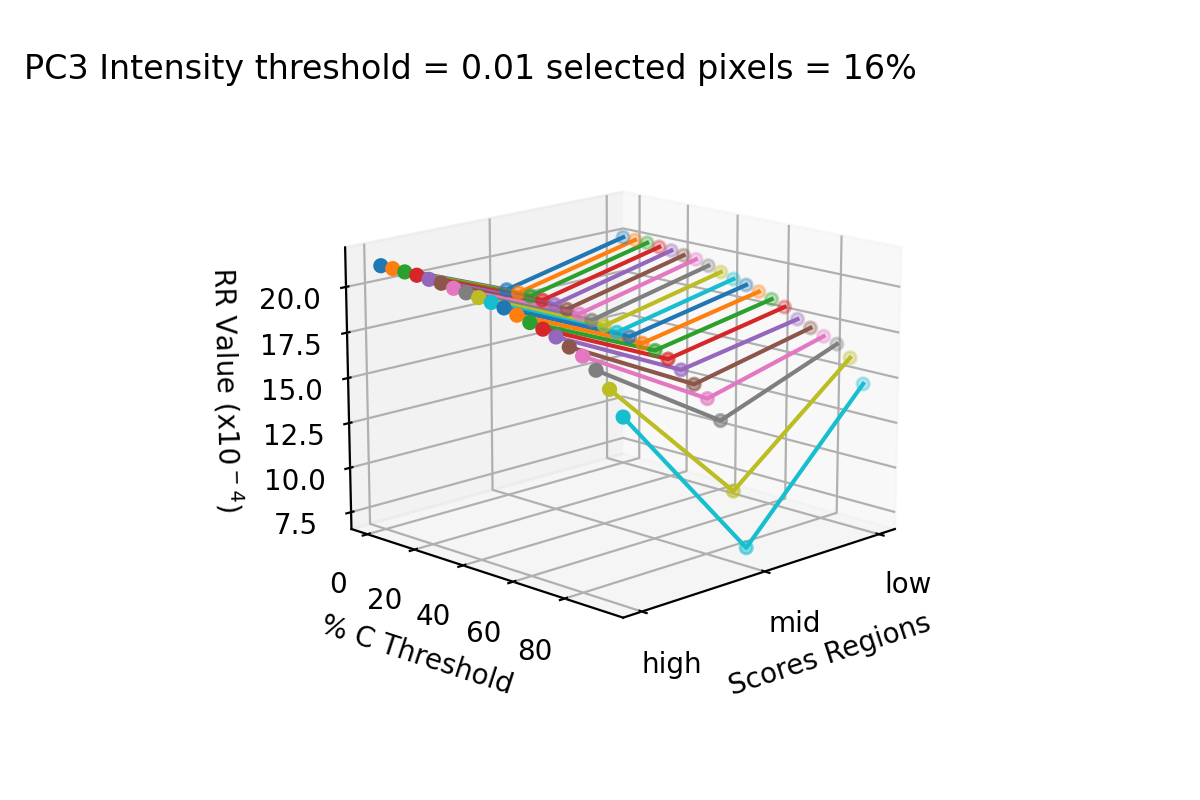 PC3 Intensity threshold = 0.01 selected pixels = 16%
RR Value (x10⁻⁴)
20.0
17.5
15.0
12.5
10.0
7.5
0
20
40
60
80
% C Threshold
high
mid
low
Scores Regions